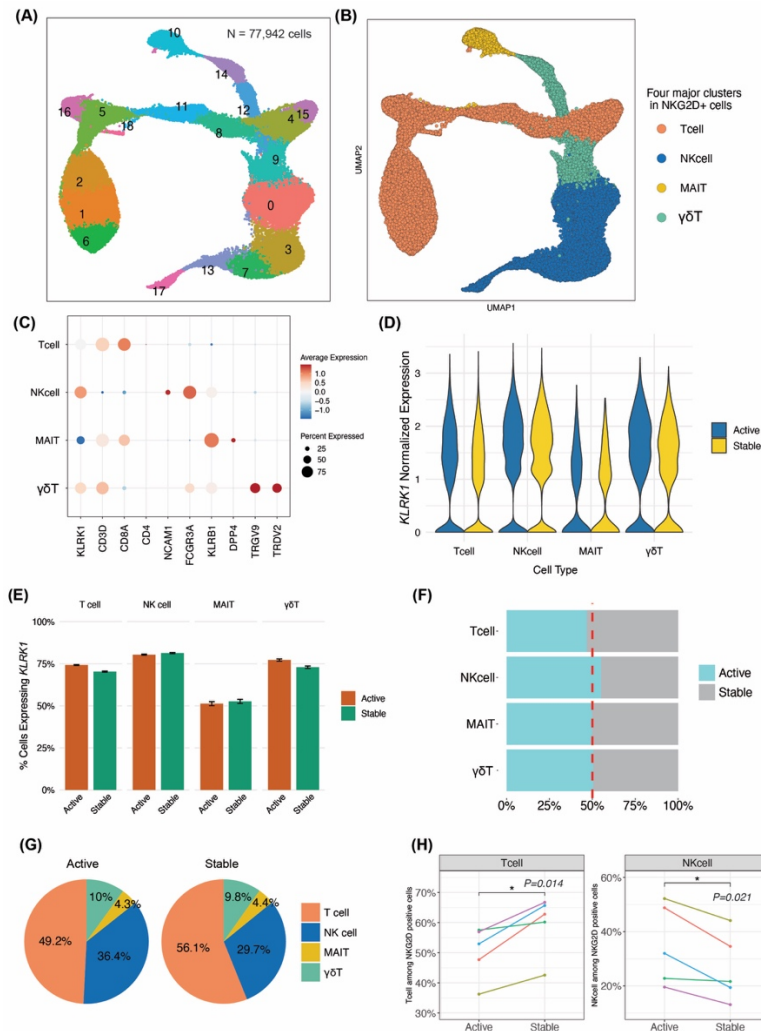 (A)
N = 77,942 cells
10
14
16
5
11
12
4
15
18
8
9
2
1
0
6
3
13
7
17
(B)
Four major clusters
in NKG2D+ cells
Tcell
NKcell
MAIT
γδT
UMAP2
UMAP1
(C)
Tcell
NKcell
MAIT
γδT
KLRK1
CD3D
CD8A
CD4
NCAM1
FCGR3A
KLRB1
DPP4
TRGV9
TRDV2
Average Expression
1.5
1.0
0.5
0.0
−0.5
−1.0
Percent Expressed
25
50
75
(D)
KLRK1 Normalized Expression
3
2
1
0
Tcell
NKcell
MAIT
γδT
Cell Type
Active
Stable
(E)
T cell
NK cell
MAIT
γδT
% Cells Expressing KLRK1
100%
75%
50%
25%
0%
Active
Stable
Active
Stable
Active
Stable
Active
Stable
Active
Stable
(F)
Tcell
NKcell
MAIT
γδT
0%
25%
50%
75%
100%
Active
Stable
(G)
Active
Stable
10%
4.3%
36.4%
49.2%
9.8%
4.4%
29.7%
56.1%
T cell
NK cell
MAIT
γδT
(H)
Tcell
NKcell
Tcell among NKG2D positive cells
70%
60%
50%
40%
30%
*
P=0.014
Active
Stable
NKcell among NKG2D positive cells
60%
40%
20%
*
P=0.021
Active
Stable